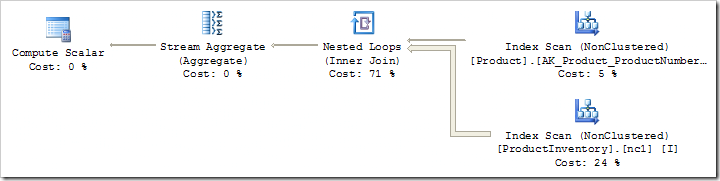 Compute Scalar
Cost: 0 %
Stream Aggregate
(Aggregate)
Cost: 0 %
Nested Loops
(Inner Join)
Cost: 71 %
Index Scan (NonClustered)
[Product].[AK_Product_ProductNumber…
Cost: 5 %
Index Scan (NonClustered)
[ProductInventory].[nc1] [I]
Cost: 24 %